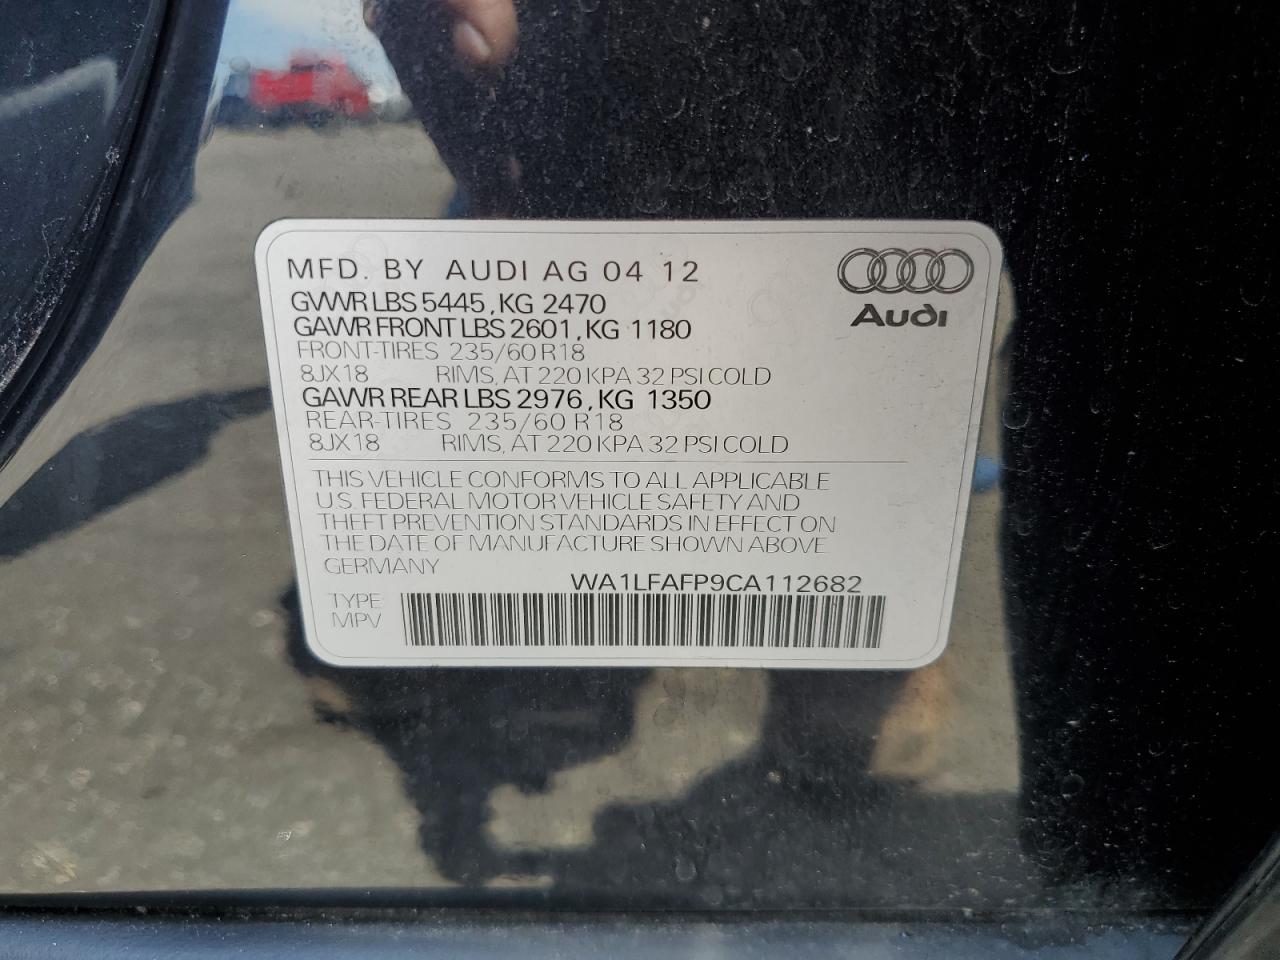 MFD. BY AUDI AG 04 12
GVWR LBS 5445, KG 2470
GAWR FRONT LBS 2601, KG 1180
FRONT-TIRES 235/60 R18
8JX18 RIMS, AT 220 KPA 32 PSI COLD
GAWR REAR LBS 2976, KG 1350
REAR-TIRES 235/60 R18
8JX18 RIMS, AT 220 KPA 32 PSI COLD
Audi
THIS VEHICLE CONFORMS TO ALL APPLICABLE
U.S. FEDERAL MOTOR VEHICLE SAFETY AND
THEFT PREVENTION STANDARDS IN EFFECT ON
THE DATE OF MANUFACTURE SHOWN ABOVE
GERMANY
WA1LFAFP9CA112682
TYPE
MPV